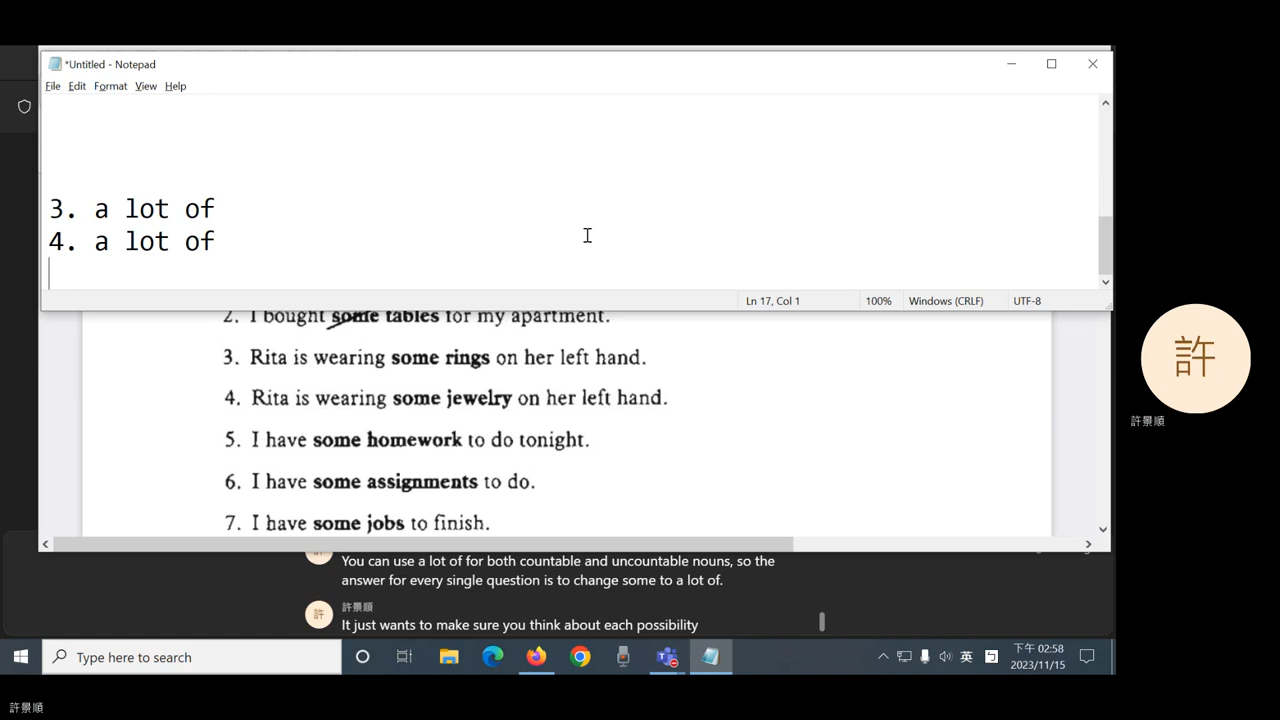 *Untitled - Notepad
File Edit Format View Help
3. a lot of
4. a lot of
Ln 17, Col 1 100% Windows (CRLF) UTF-8
2. I bought some tables for my apartment.
3. Rita is wearing some rings on her left hand.
4. Rita is wearing some jewelry on her left hand.
5. I have some homework to do tonight.
6. I have some assignments to do.
7. I have some jobs to finish.
許
許景順
許
You can use a lot of for both countable and uncountable nouns, so the
answer for every single question is to change some to a lot of.
許
許景順
It just wants to make sure you think about each possibility
Type here to search
英
下午 02:58
2023/11/15
許景順